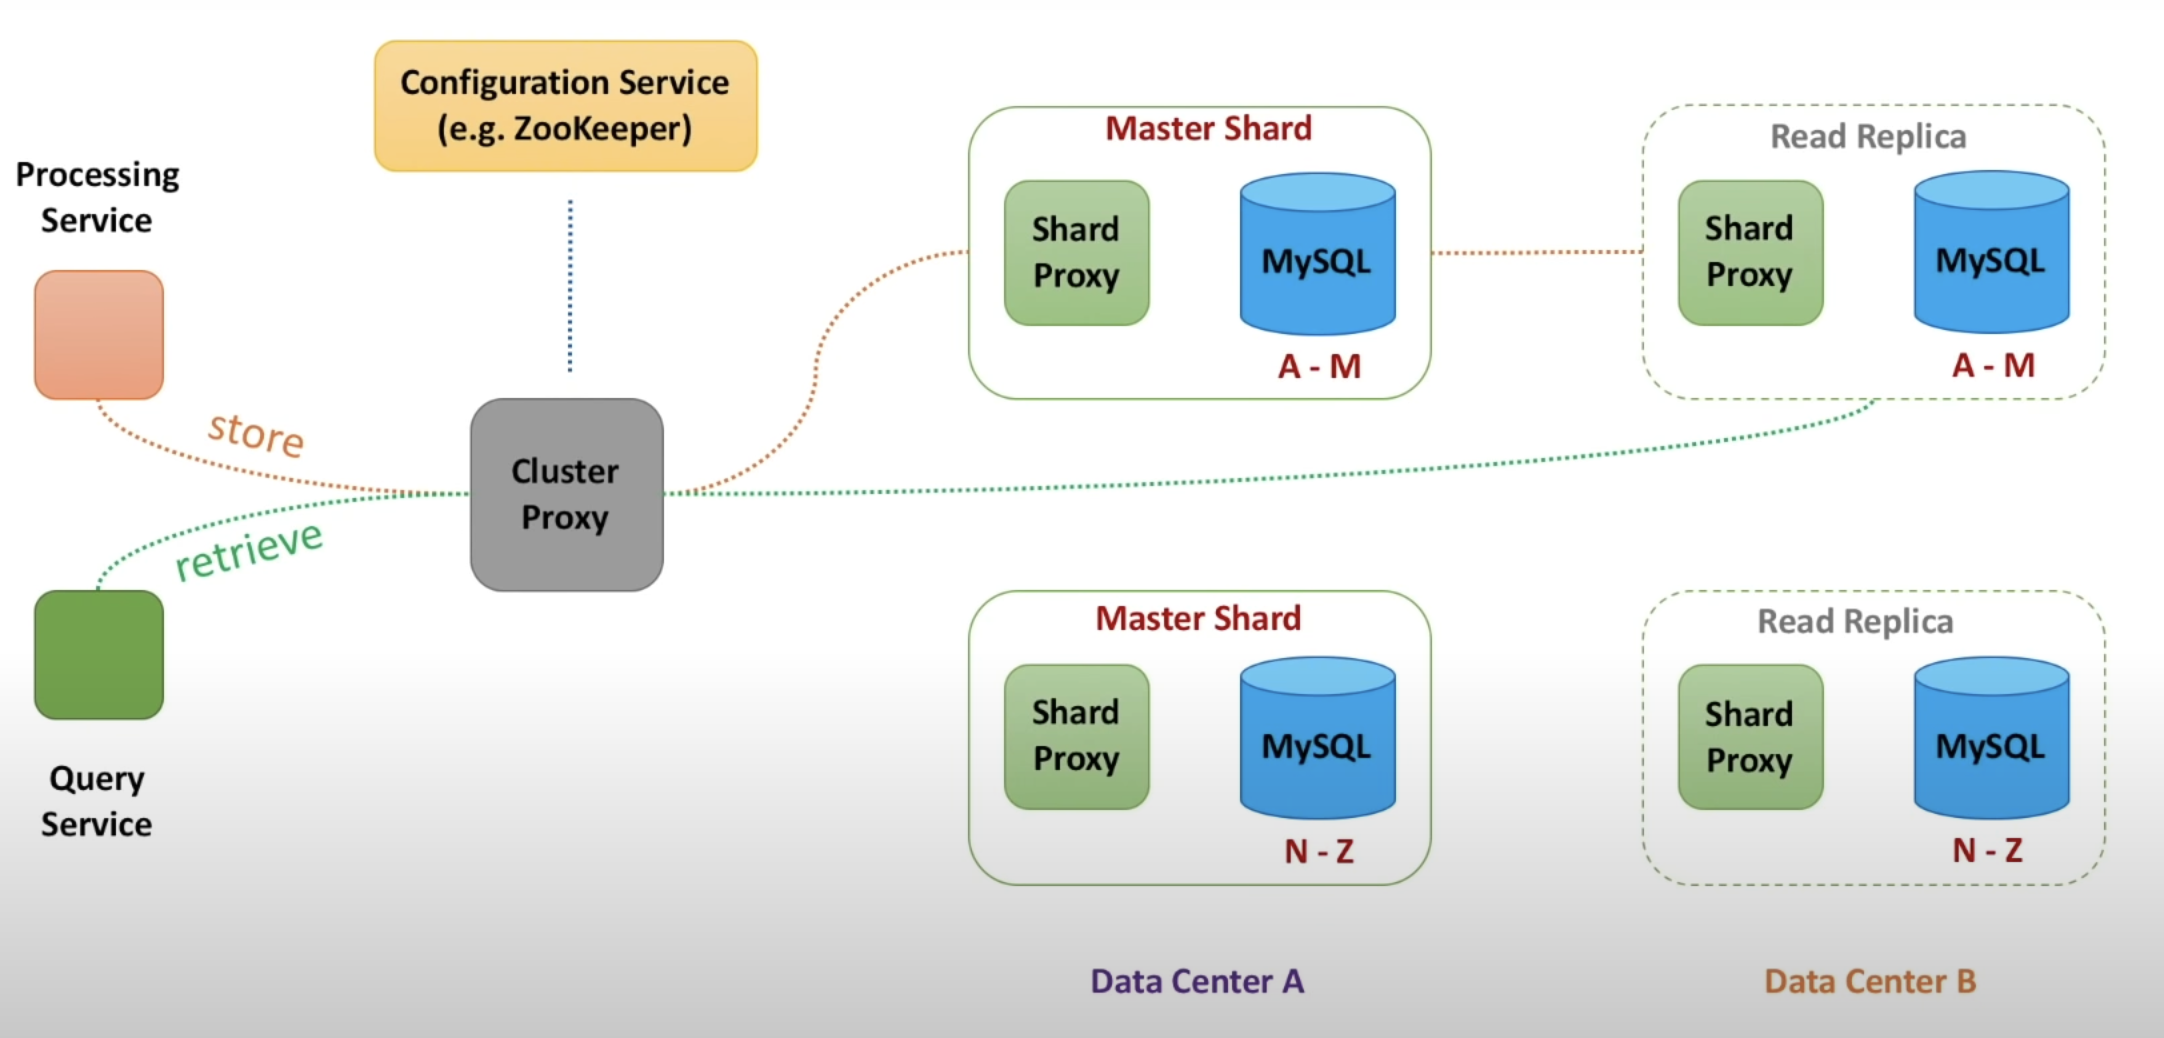 Configuration Service
(e.g. ZooKeeper)
Processing
Service
store
retrieve
Query
Service
Cluster
Proxy
Master Shard
Shard
Proxy
MySQL
A - M
Read Replica
Shard
Proxy
MySQL
A - M
Master Shard
Shard
Proxy
MySQL
N - Z
Read Replica
Shard
Proxy
MySQL
N - Z
Data Center A
Data Center B